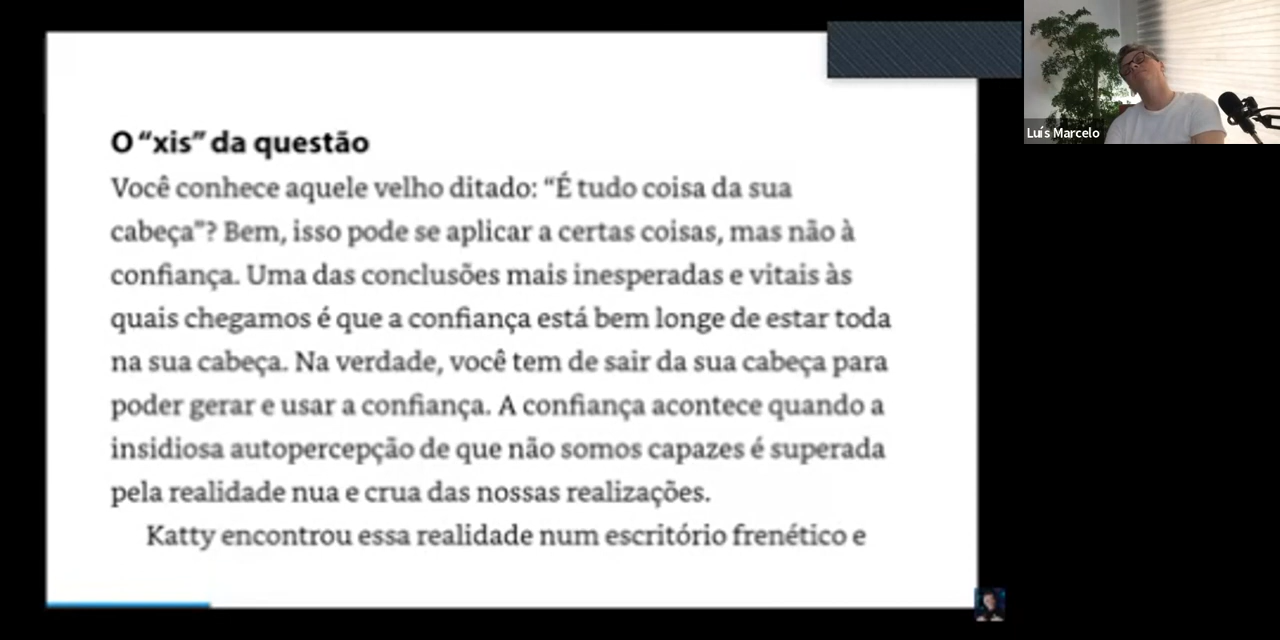 O “xis” da questão
Você conhece aquele velho ditado: “É tudo coisa da sua
cabeça”? Bem, isso pode se aplicar a certas coisas, mas não à
confiança. Uma das conclusões mais inesperadas e vitais às
quais chegamos é que a confiança está bem longe de estar toda
na sua cabeça. Na verdade, você tem de sair da sua cabeça para
poder gerar e usar a confiança. A confiança acontece quando a
insidiosa autopercepção de que não somos capazes é superada
pela realidade nua e crua das nossas realizações.
Katty encontrou essa realidade num escritório frenético e
Luís Marcelo